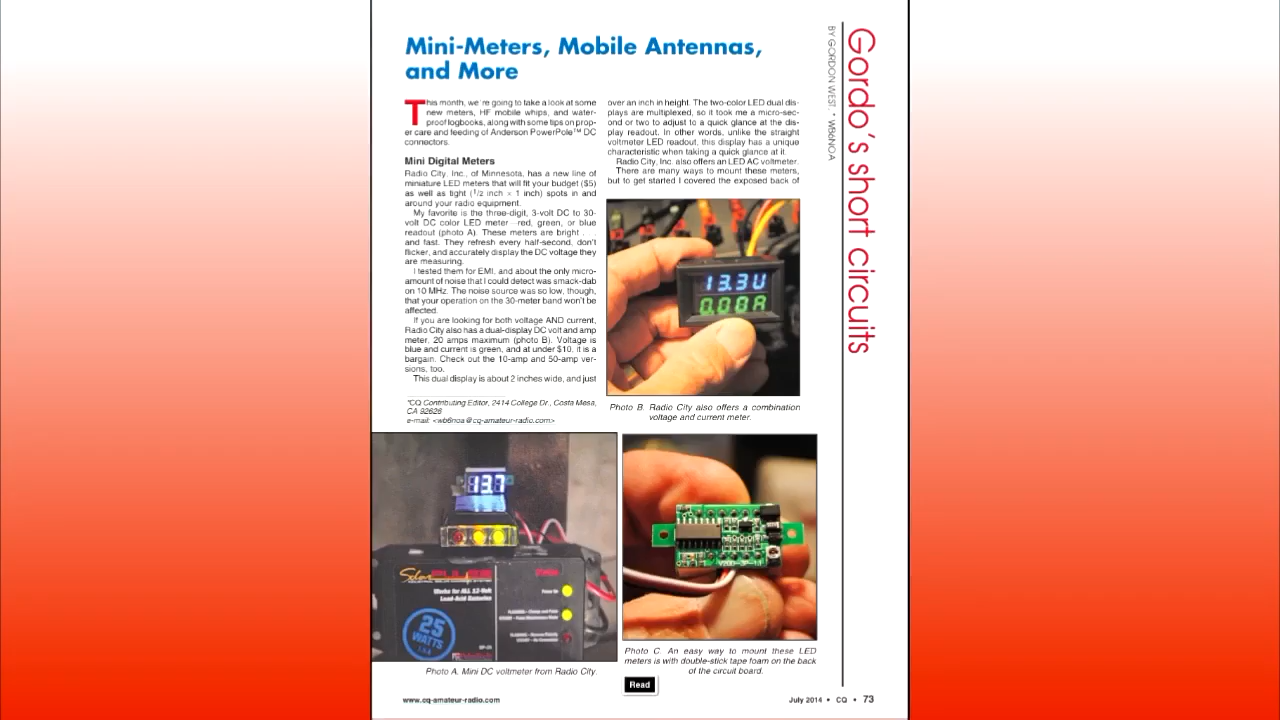 Mini-Meters, Mobile Antennas,
and More
This month, we're going to take a look at some
new meters, HF mobile whips, and water-
proof logbooks, along with some tips on prop-
er care and feeding of Anderson PowerPole™ DC
connectors.
Mini Digital Meters
Radio City, Inc., of Minnesota, has a new line of
miniature LED meters that will fit your budget ($5)
as well as tight (1/2 inch × 1 inch) spots in and
around your radio equipment.
My favorite is the three-digit, 3-volt DC to 30-
volt DC color LED meter—red, green, or blue
readout (photo A). These meters are bright . . .
and fast. They refresh every half-second, don't
flicker, and accurately display the DC voltage they
are measuring.
I tested them for EMI, and about the only micro-
amount of noise that I could detect was smack-dab
on 10 MHz. The noise source was so low, though,
that your operation on the 30-meter band won't be
affected.
If you are looking for both voltage AND current,
Radio City also has a dual-display DC volt and amp
meter, 20 amps maximum (photo B). Voltage is
blue and current is green, and at under $10, it is a
bargain. Check out the 10-amp and 50-amp ver-
sions, too.
This dual display is about 2 inches wide, and just
*CQ Contributing Editor, 2414 College Dr., Costa Mesa,
CA 92626
e-mail: <wb6noa@cq-amateur-radio.com>
over an inch in height. The two-color LED dual dis-
plays are multiplexed, so it took me a micro-sec-
ond or two to adjust to a quick glance at the dis-
play readout. In other words, unlike the straight
voltmeter LED readout, this display has a unique
characteristic when taking a quick glance at it.
Radio City, Inc. also offers an LED AC voltmeter.
There are many ways to mount these meters,
but to get started I covered the exposed back of
13.3U
0.00A
Photo B. Radio City also offers a combination
voltage and current meter.
BY GORDON WEST,* WB6NOA
Gordo's short circuits
13.7
Works for ALL 12-Volt
Lead-Acid Batteries
25
WATTS
Photo A. Mini DC voltmeter from Radio City.
Photo C. An easy way to mount these LED
meters is with double-stick tape foam on the back
of the circuit board.
Read
www.cq-amateur-radio.com
July 2014 • CQ • 73